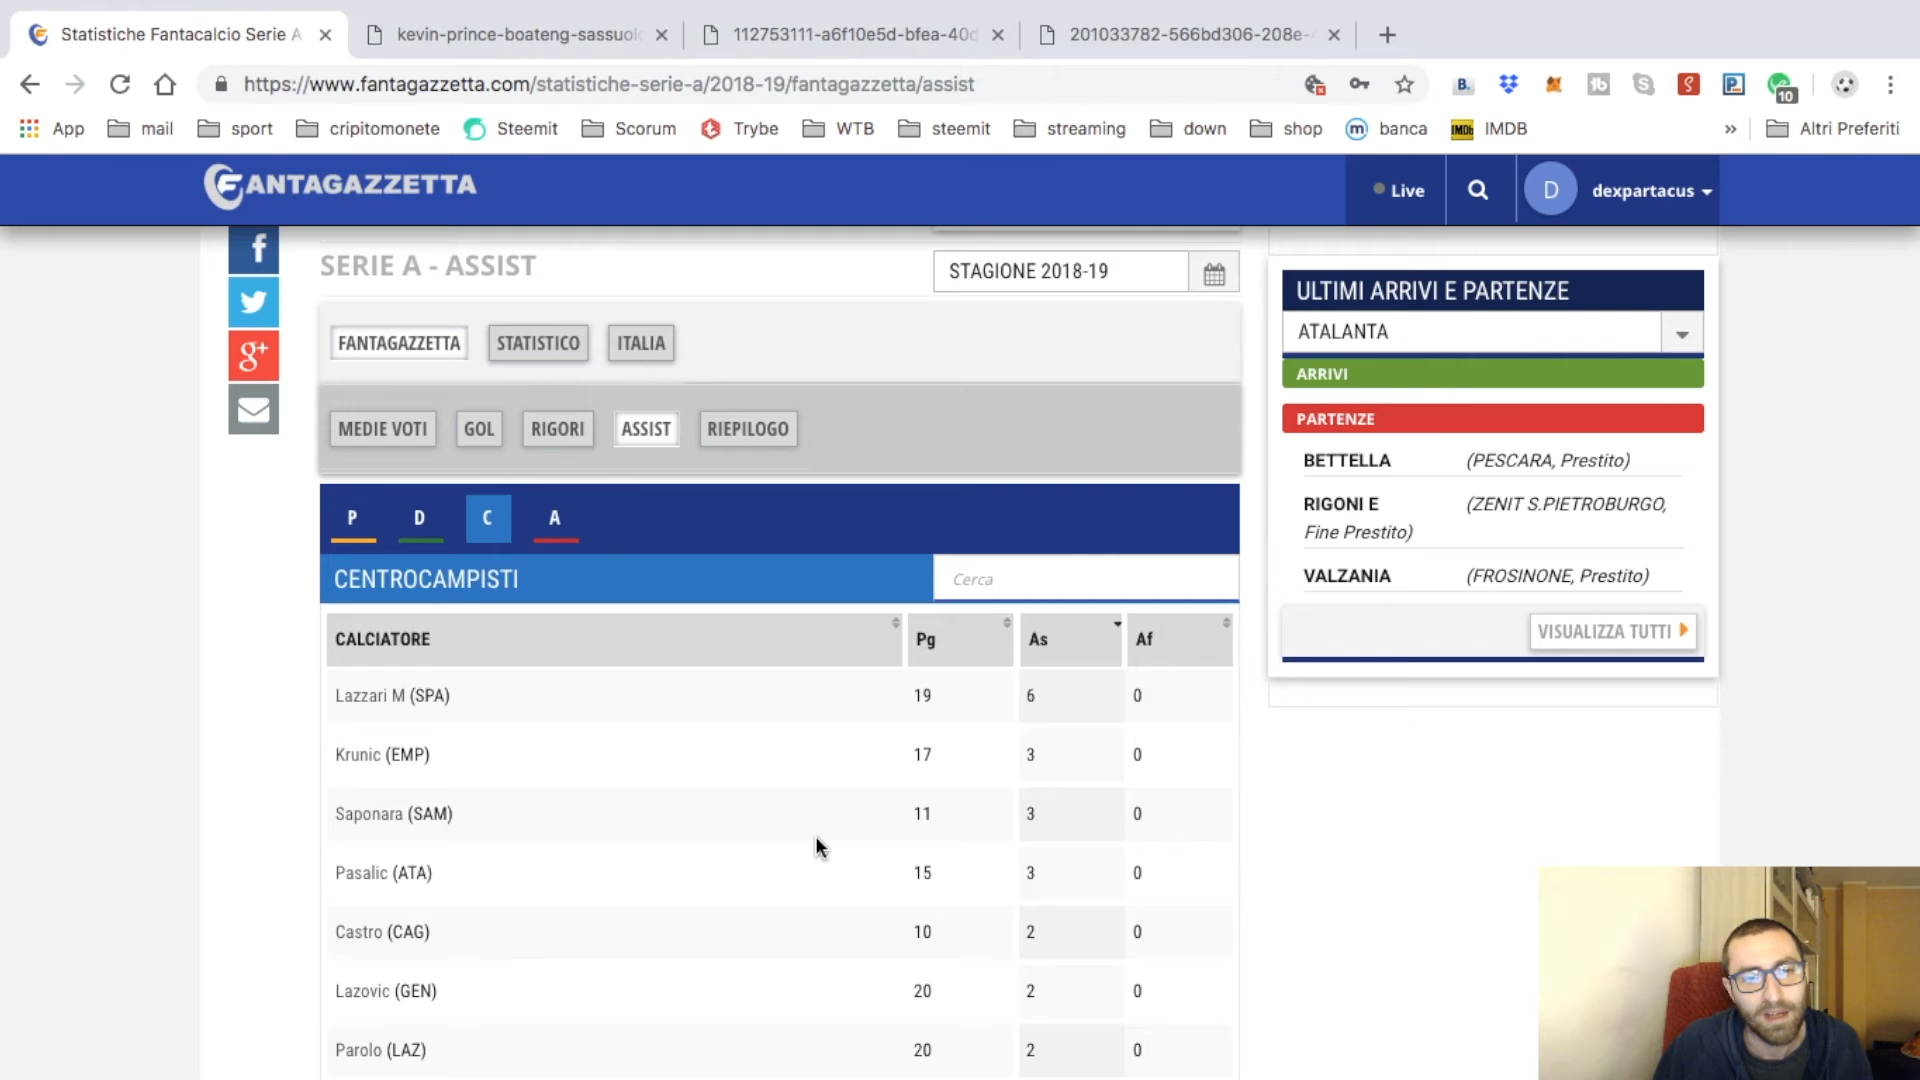 Statistiche Fantacalcio Serie A
kevin-prince-boateng-sassuol
112753111-a6f10e5d-bfea-40d
201033782-566bd306-208e-
https://www.fantagazzetta.com/statistiche-serie-a/2018-19/fantagazzetta/assist
10
App
mail
sport
cripitomonete
Steemit
Scorum
Trybe
WTB
steemit
streaming
down
shop
banca
IMDb
IMDB
»
Altri Preferiti
FANTAGAZZETTA
Live
D
dexpartacus
SERIE A - ASSIST
STAGIONE 2018-19
FANTAGAZZETTA
STATISTICO
ITALIA
MEDIE VOTI
GOL
RIGORI
ASSIST
RIEPILOGO
P D C A
CENTROCAMPISTI
Cerca
CALCIATORE Pg As Af
Lazzari M (SPA) 19 6 0
Krunic (EMP) 17 3 0
Saponara (SAM) 11 3 0
Pasalic (ATA) 15 3 0
Castro (CAG) 10 2 0
Lazovic (GEN) 20 2 0
Parolo (LAZ) 20 2 0
ULTIMI ARRIVI E PARTENZE
ATALANTA
ARRIVI
PARTENZE
BETTELLA (PESCARA, Prestito)
RIGONI E (ZENIT S.PIETROBURGO,
Fine Prestito)
VALZANIA (FROSINONE, Prestito)
VISUALIZZA TUTTI